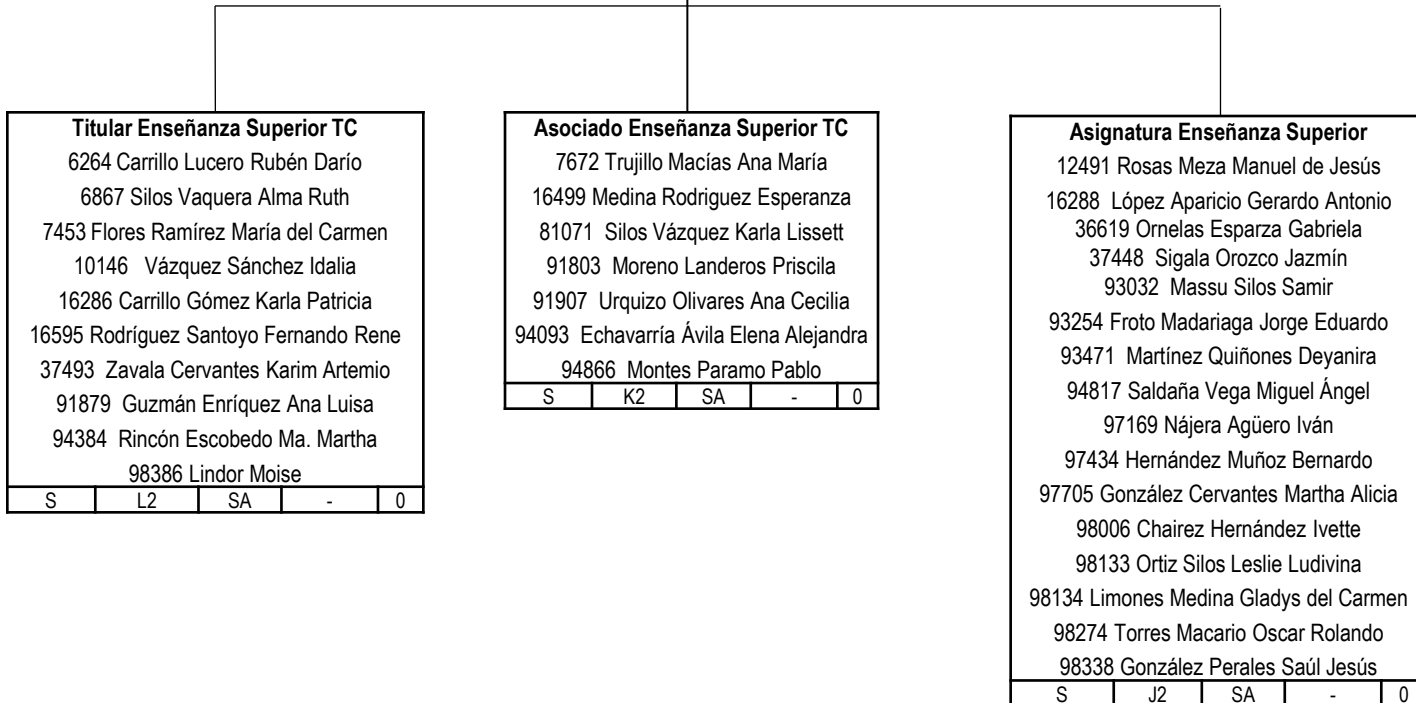 Titular Enseñanza Superior TC
6264 Carrillo Lucero Rubén Darío
6867 Silos Vaquera Alma Ruth
7453 Flores Ramírez María del Carmen
10146 Vázquez Sánchez Idalia
16286 Carrillo Gómez Karla Patricia
16595 Rodríguez Santoyo Fernando Rene
37493 Zavala Cervantes Karim Artemio
91879 Guzmán Enríquez Ana Luisa
94384 Rincón Escobedo Ma. Martha
98386 Lindor Moise
S L2 SA - 0
Asociado Enseñanza Superior TC
7672 Trujillo Macías Ana María
16499 Medina Rodriguez Esperanza
81071 Silos Vázquez Karla Lissett
91803 Moreno Landeros Priscila
91907 Urquizo Olivares Ana Cecilia
94093 Echavarría Ávila Elena Alejandra
94866 Montes Paramo Pablo
S K2 SA - 0
Asignatura Enseñanza Superior
12491 Rosas Meza Manuel de Jesús
16288 López Aparicio Gerardo Antonio
36619 Ornelas Esparza Gabriela
37448 Sigala Orozco Jazmín
93032 Massu Silos Samir
93254 Froto Madariaga Jorge Eduardo
93471 Martínez Quiñones Deyanira
94817 Saldaña Vega Miguel Ángel
97169 Nájera Agüero Iván
97434 Hernández Muñoz Bernardo
97705 González Cervantes Martha Alicia
98006 Chairez Hernández Ivette
98133 Ortiz Silos Leslie Ludivina
98134 Limones Medina Gladys del Carmen
98274 Torres Macario Oscar Rolando
98338 González Perales Saúl Jesús
S J2 SA - 0